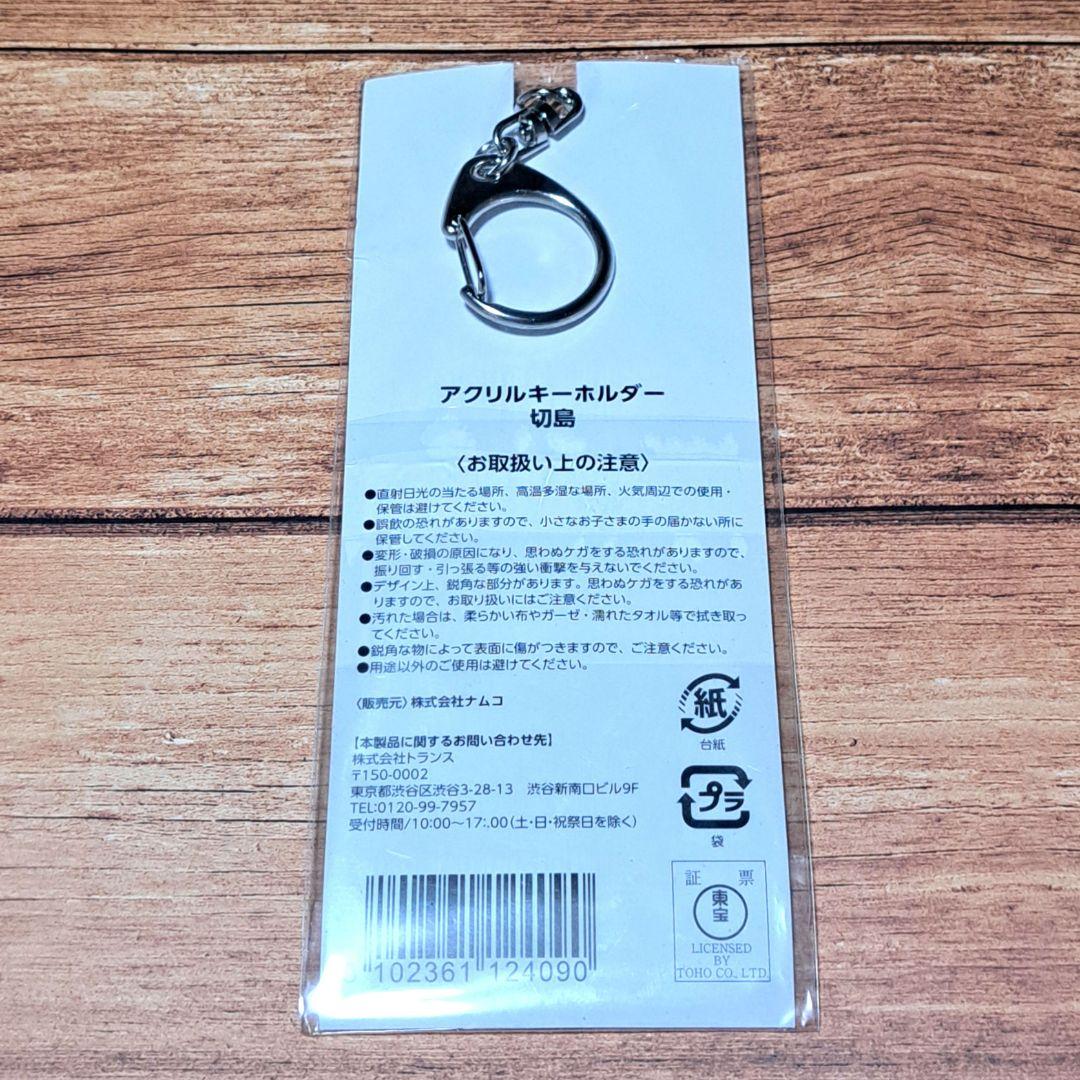 アクリルキーホルダー
切島
〈お取扱い上の注意〉
●直射日光の当たる場所、高温多湿な場所、火気周辺での使用・
保管は避けてください。
●誤飲の恐れがありますので、小さなお子さまの手の届かない所に
保管してください。
●変形・破損の原因になり、思わぬケガをする恐れがありますので、
振り回す・引っ張る等の強い衝撃を与えないでください。
●デザイン上、鋭角な部分があります。思わぬケガをする恐れがあ
りますので、お取り扱いにはご注意ください。
●汚れた場合は、柔らかい布やガーゼ・濡れたタオル等で拭き取っ
てください。
●鋭角な物によって表面に傷がつきますので、ご注意ください。
●用途以外のご使用は避けてください。
〈販売元〉株式会社ナムコ
【本製品に関するお問い合わせ先】
株式会社トランス
〒150-0002
東京都渋谷区渋谷3-28-13 渋谷新南口ビル9F
TEL:0120-99-7957
受付時間/10:00～17:.00(土・日・祝祭日を除く)
紙
台紙
プラ
袋
証 票
東宝
LICENSED
BY
TOHO CO., LTD.
102361 124090